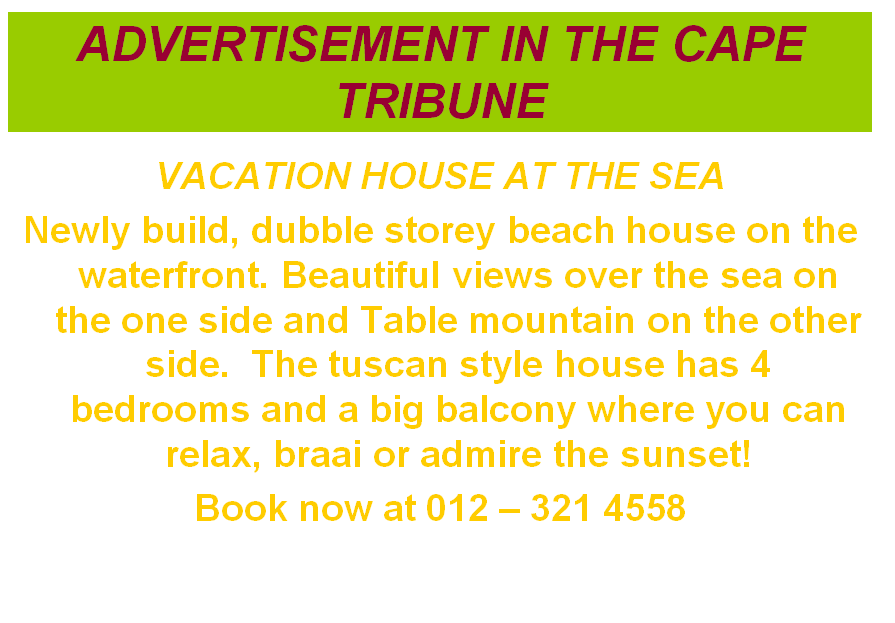 ADVERTISEMENT IN THE CAPE
TRIBUNE
VACATION HOUSE AT THE SEA
Newly build, dubble storey beach house on the
waterfront. Beautiful views over the sea on
the one side and Table mountain on the other
side.  The tuscan style house has 4
bedrooms and a big balcony where you can
relax, braai or admire the sunset!
Book now at 012 – 321 4558